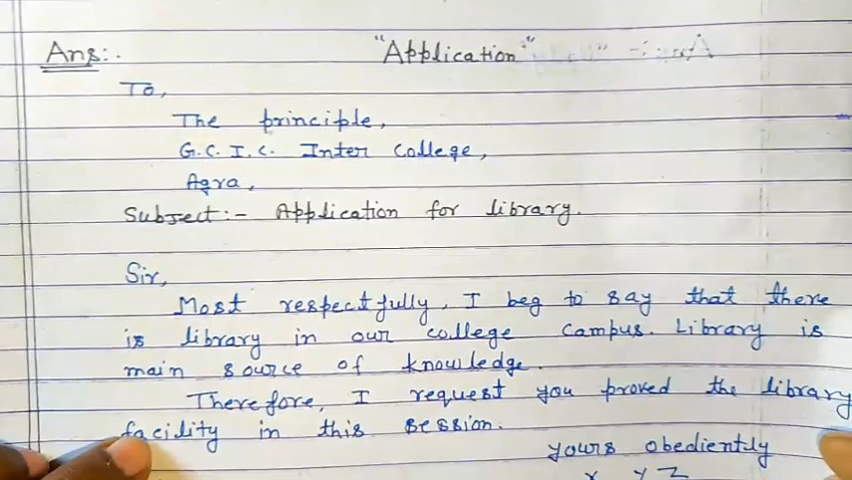 Ans:- "Application"
To,
The principle,
G.C.I.C. Inter College,
Agra,
Subject:- Application for library.
Sir,
Most respectfully, I beg to say that there
is library in our college campus. Library is
main source of knowledge.
Therefore, I request you proved the library
facility in this session.
yours obediently
X Y Z